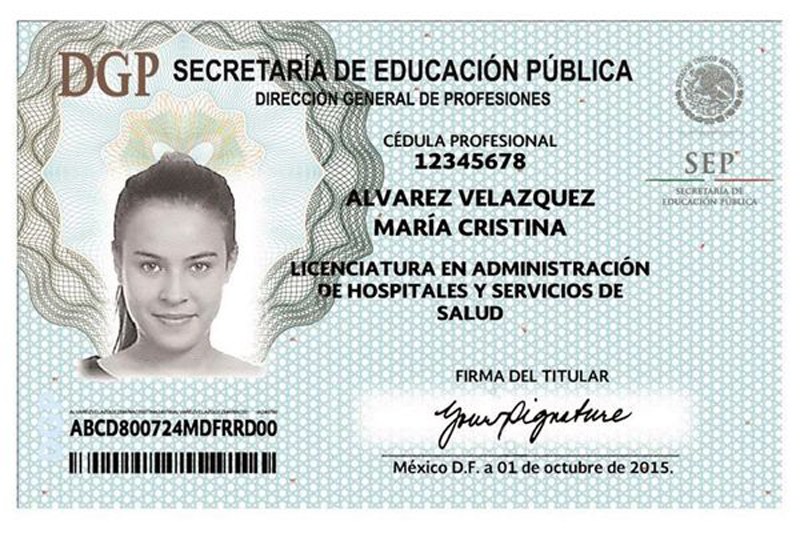 DGP SECRETARÍA DE EDUCACIÓN PÚBLICA
DIRECCIÓN GENERAL DE PROFESIONES
CÉDULA PROFESIONAL
12345678
ALVAREZ VELAZQUEZ
MARÍA CRISTINA
LICENCIATURA EN ADMINISTRACIÓN
DE HOSPITALES Y SERVICIOS DE
SALUD
SEP
SECRETARÍA DE
EDUCACIÓN PÚBLICA
FIRMA DEL TITULAR
Your Signature
México D.F. a 01 de octubre de 2015.
ABCD800724MDFRRD00